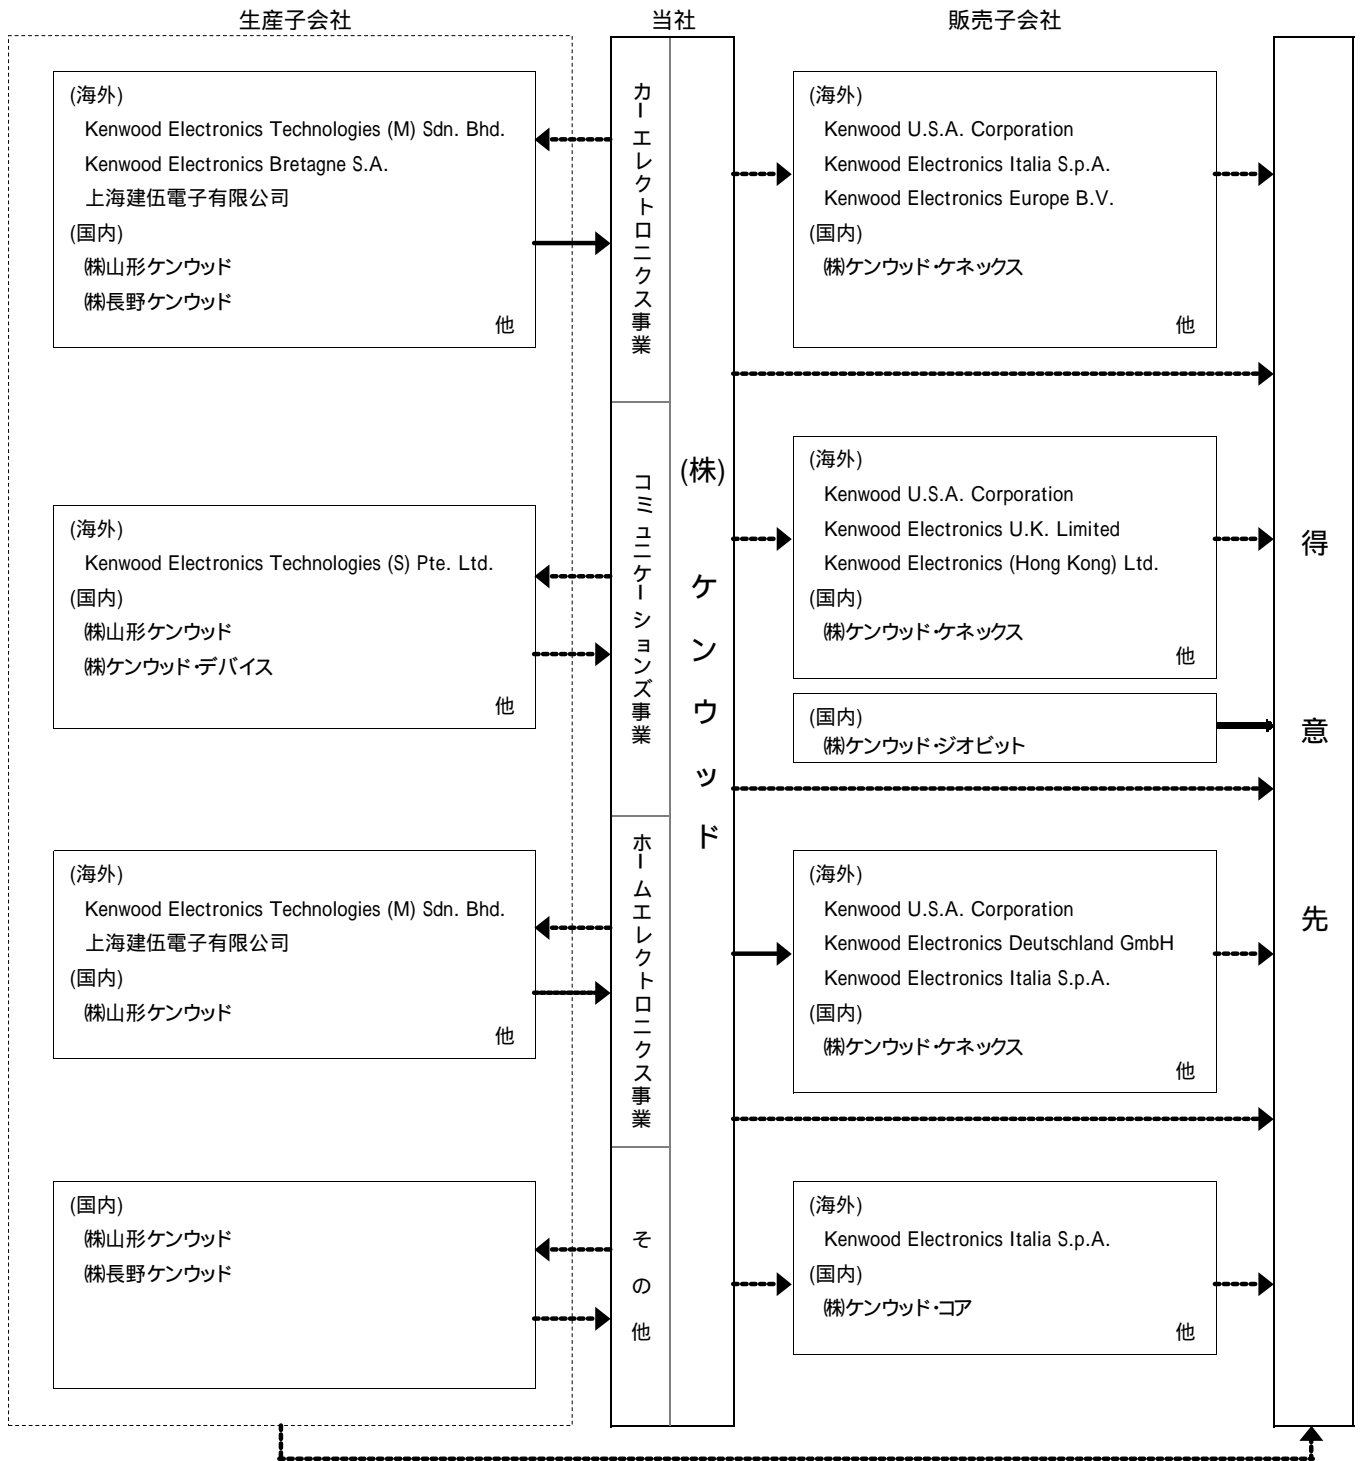 生産子会社
当社
販売子会社
(海外)
Kenwood Electronics Technologies (M) Sdn. Bhd.
Kenwood Electronics Bretagne S.A.
上海建伍電子有限公司
(国内)
㈱山形ケンウッド
㈱長野ケンウッド
他
カーエレクトロニクス事業
(海外)
Kenwood U.S.A. Corporation
Kenwood Electronics Italia S.p.A.
Kenwood Electronics Europe B.V.
(国内)
㈱ケンウッド・ケネックス
他
(海外)
Kenwood Electronics Technologies (S) Pte. Ltd.
(国内)
㈱山形ケンウッド
㈱ケンウッド・デバイス
他
コミュニケーションズ事業
(株)ケンウッド
(海外)
Kenwood U.S.A. Corporation
Kenwood Electronics U.K. Limited
Kenwood Electronics (Hong Kong) Ltd.
(国内)
㈱ケンウッド・ケネックス
他
(国内)
㈱ケンウッド・ジオビット
得意先
(海外)
Kenwood Electronics Technologies (M) Sdn. Bhd.
上海建伍電子有限公司
(国内)
㈱山形ケンウッド
他
ホームエレクトロニクス事業
(海外)
Kenwood U.S.A. Corporation
Kenwood Electronics Deutschland GmbH
Kenwood Electronics Italia S.p.A.
(国内)
㈱ケンウッド・ケネックス
他
(国内)
㈱山形ケンウッド
㈱長野ケンウッド
その他
(海外)
Kenwood Electronics Italia S.p.A.
(国内)
㈱ケンウッド・コア
他